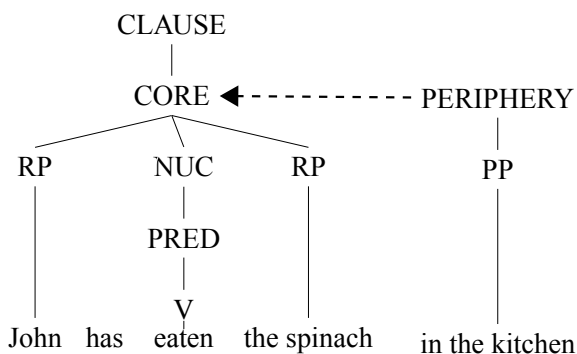 CLAUSE
CORE PERIPHERY
RP NUC RP PP
PRED
V
John has eaten the spinach in the kitchen